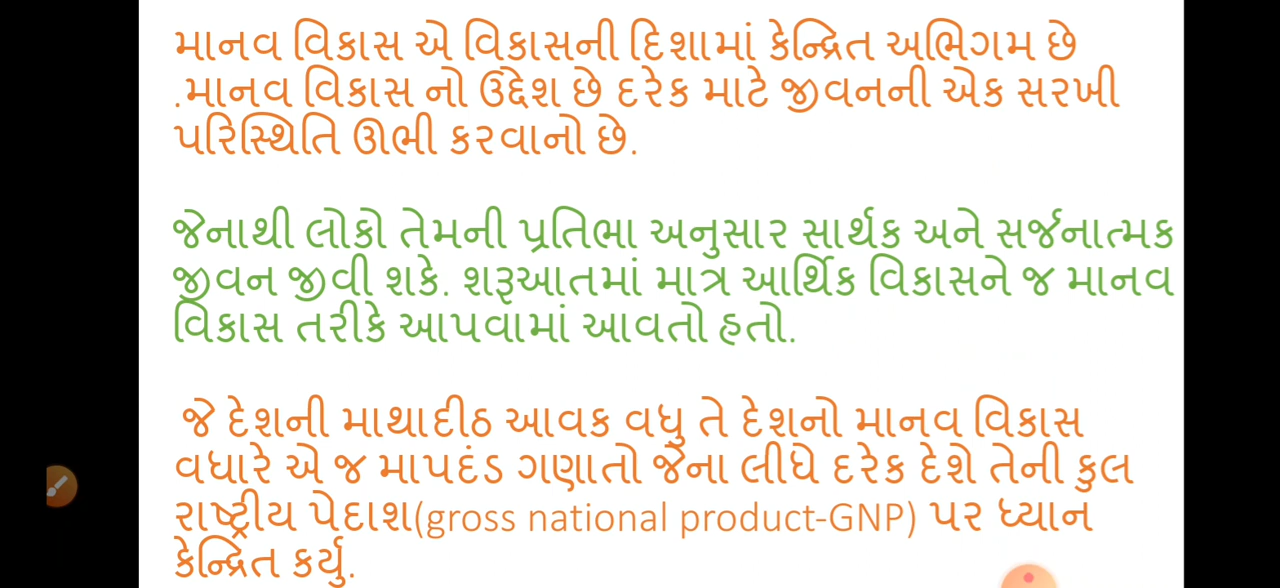 માનવ વિકાસ એ વિકાસની દિશામાં કેન્દ્રિત અભિગમ છે
.માનવ વિકાસ નો ઉદ્દેશ છે દરેક માટે જીવનની એક સરખી
પરિસ્થિતિ ઊભી કરવાનો છે.
જેનાથી લોકો તેમની પ્રતિભા અનુસાર સાર્થક અને સર્જનાત્મક
જીવન જીવી શકે. શરૂઆતમાં માત્ર આર્થિક વિકાસને જ માનવ
વિકાસ તરીકે આપવામાં આવતો હતો.
જે દેશની માથાદીઠ આવક વધુ તે દેશનો માનવ વિકાસ
વધારે એ જ માપદંડ ગણાતો જેના લીધે દરેક દેશે તેની કુલ
રાષ્ટ્રીય પેદાશ(gross national product-GNP) પર ધ્યાન
કેન્દ્રિત કર્યુ.